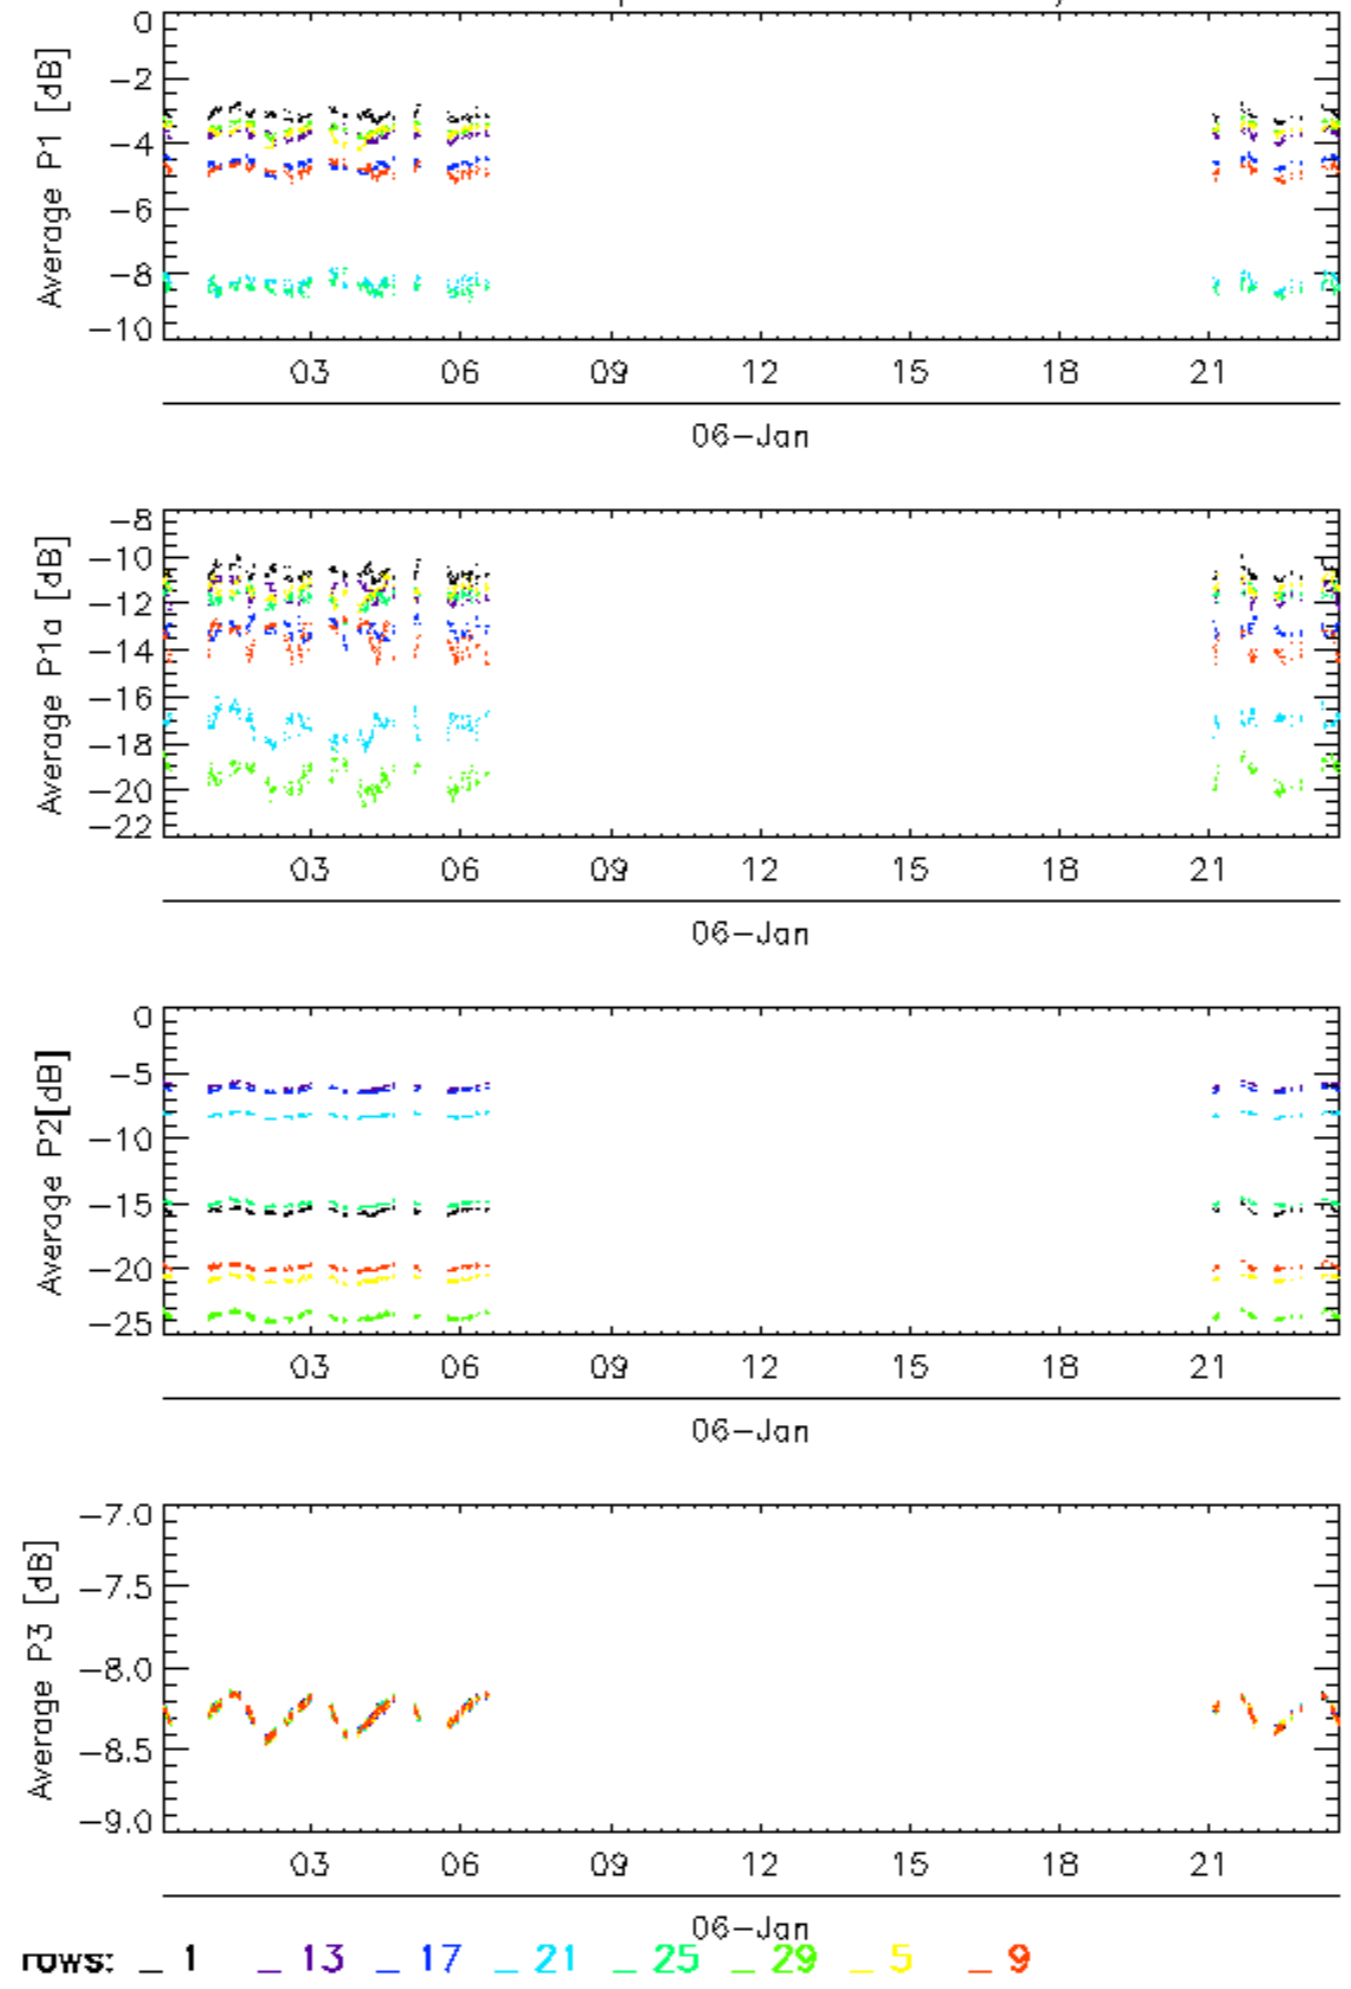 0
−2
−4
−6
−8
−10
Average P1 [dB]
03 06 09 12 15 18 21
06−Jan
−8
−10
−12
−14
−16
−18
−20
−22
Average P1a [dB]
03 06 09 12 15 18 21
06−Jan
0
−5
−10
−15
−20
−25
Average P2[dB]
03 06 09 12 15 18 21
06−Jan
−7.0
−7.5
−8.0
−8.5
−9.0
Average P3 [dB]
03 06 09 12 15 18 21
06−Jan
rows: _ 1 _ 13 _ 17 _ 21 _ 25 _ 29 _ 5 _ 9